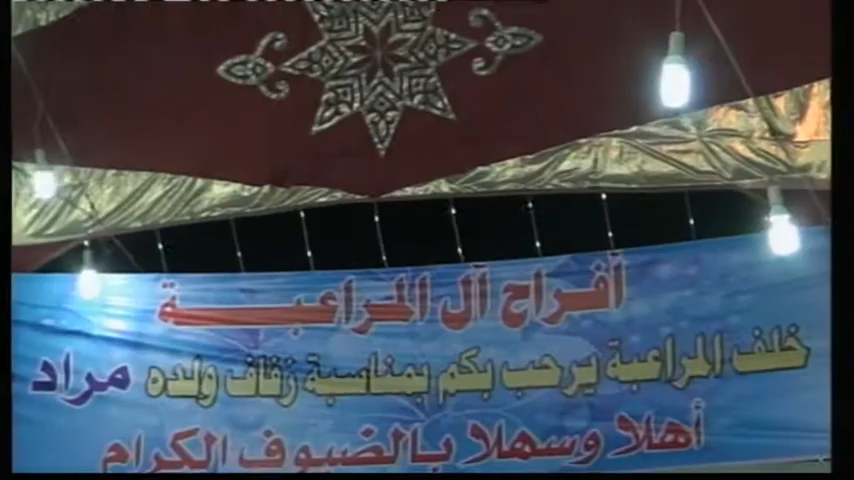 أفراح آل المراعبة
خلف المراعبة يرحب بكم بمناسبة زفاف ولده مراد
أهلا وسهلا بالضيوف الكرام